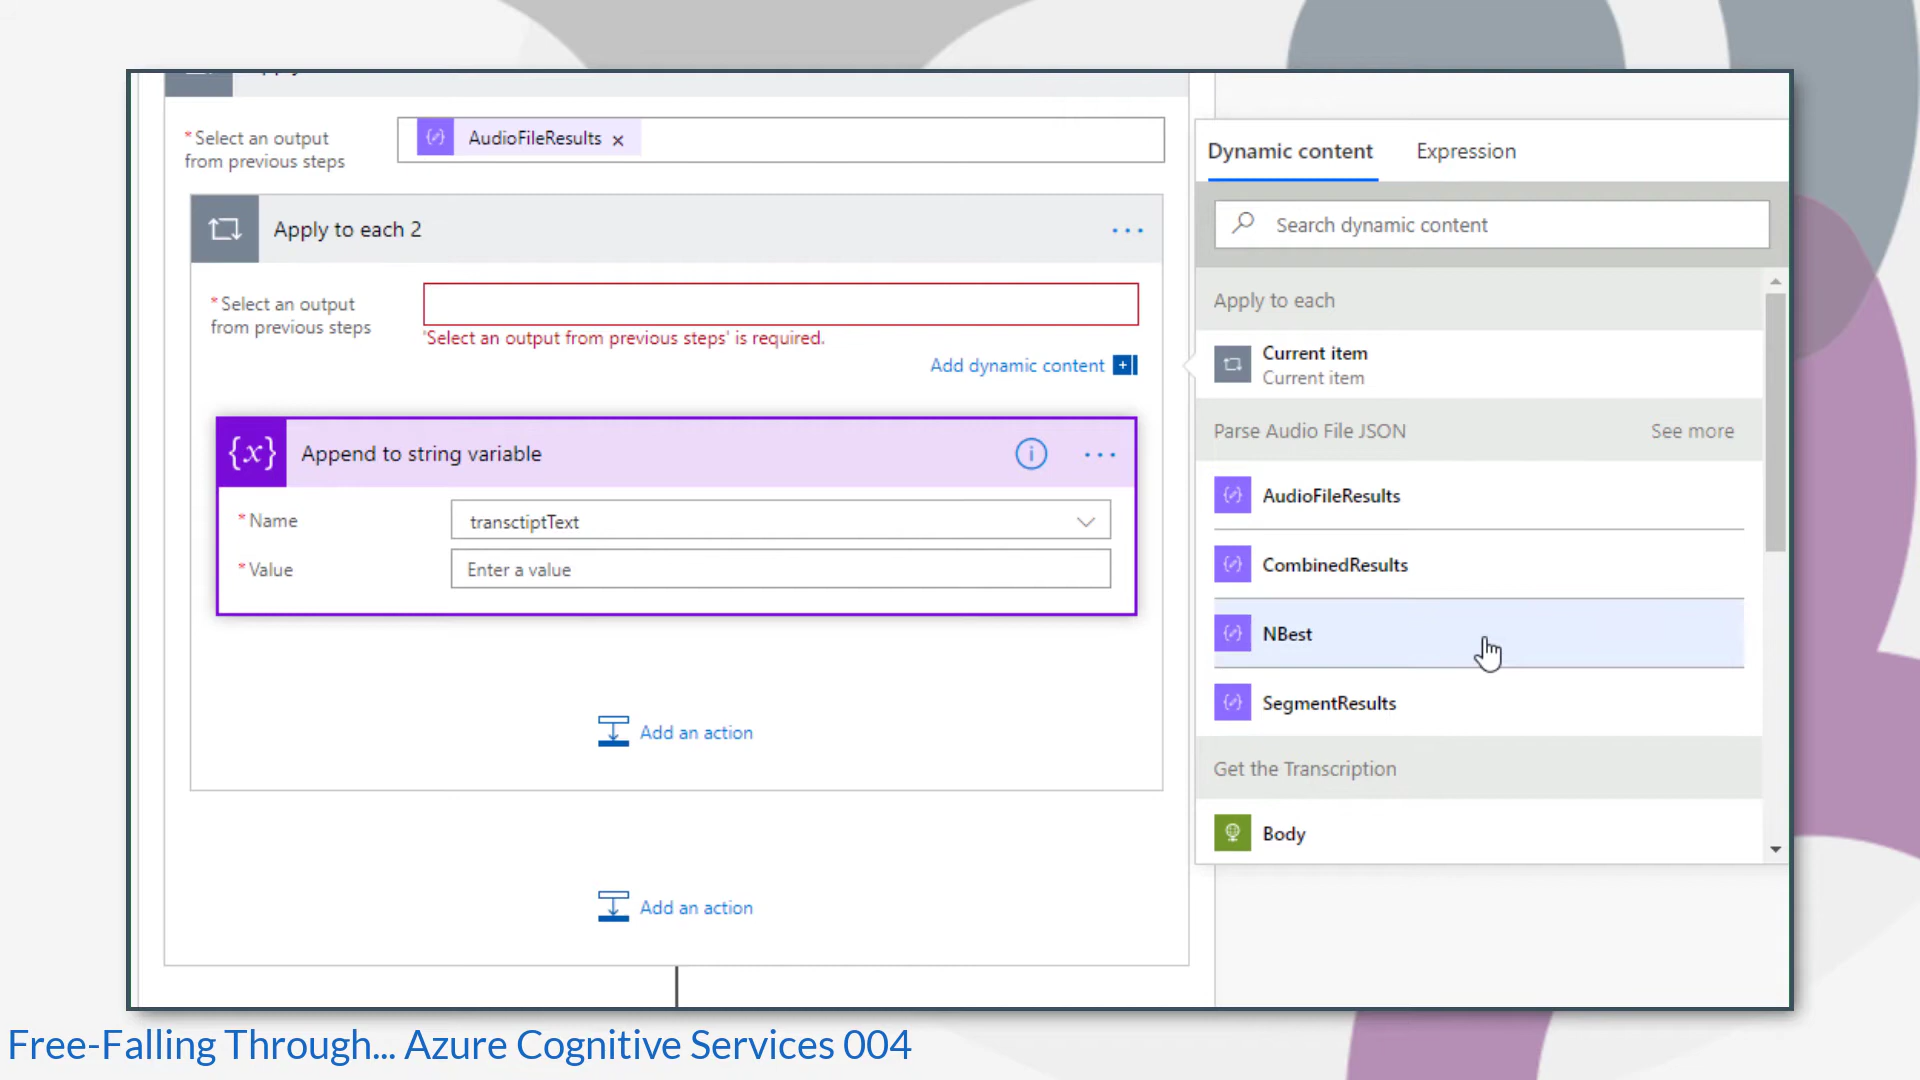 * Select an output
from previous steps
AudioFileResults ×
Apply to each 2
* Select an output
from previous steps
'Select an output from previous steps' is required.
Add dynamic content
{x} Append to string variable
* Name
transctiptText
* Value
Enter a value
Add an action
Add an action
Dynamic content
Expression
Search dynamic content
Apply to each
Current item
Current item
Parse Audio File JSON
See more
AudioFileResults
CombinedResults
NBest
SegmentResults
Get the Transcription
Body
Free-Falling Through... Azure Cognitive Services 004